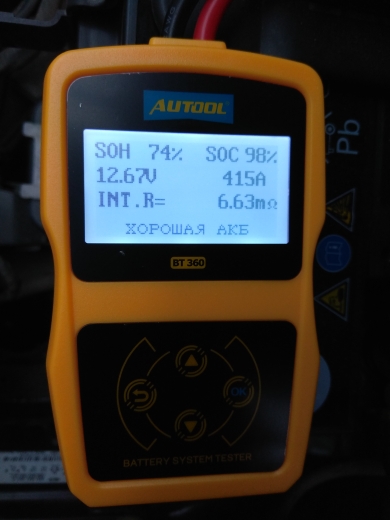 AUTOOL
SOH 74% SOC 98%
12.67V 415A
INT.R= 6.63mΩ
ХОРОШАЯ АКБ
BT 360
OK
BATTERY SYSTEM TESTER
Pb